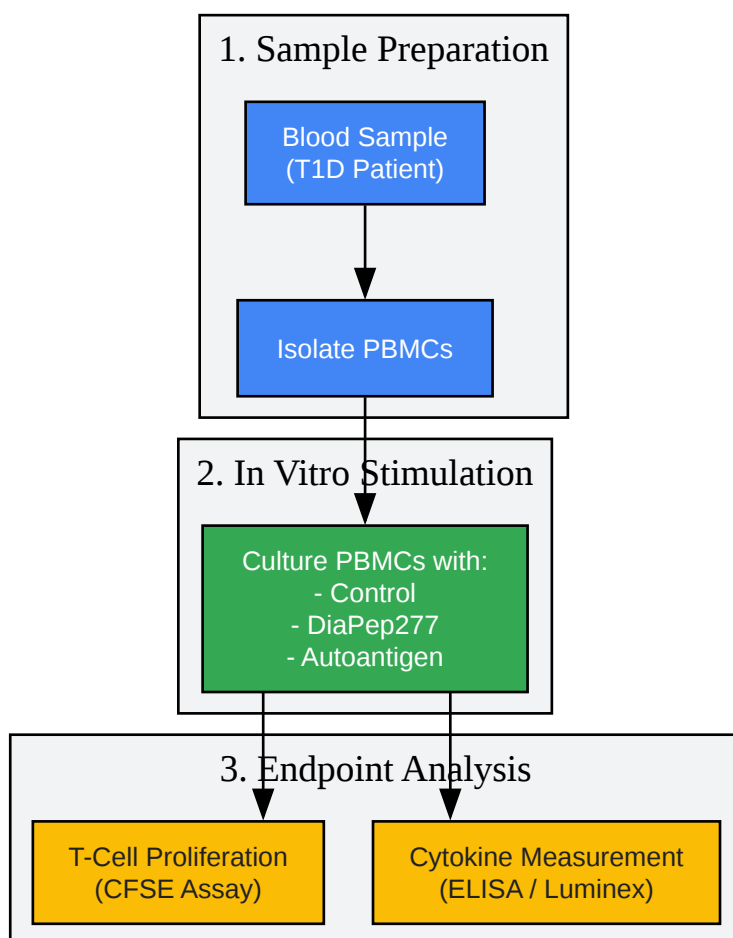 1. Sample Preparation
Blood Sample
(T1D Patient)
Isolate PBMCs
2. In Vitro Stimulation
Culture PBMCs with:
- Control
- DiaPep277
- Autoantigen
3. Endpoint Analysis
T-Cell Proliferation
(CFSE Assay)
Cytokine Measurement
(ELISA / Luminex)